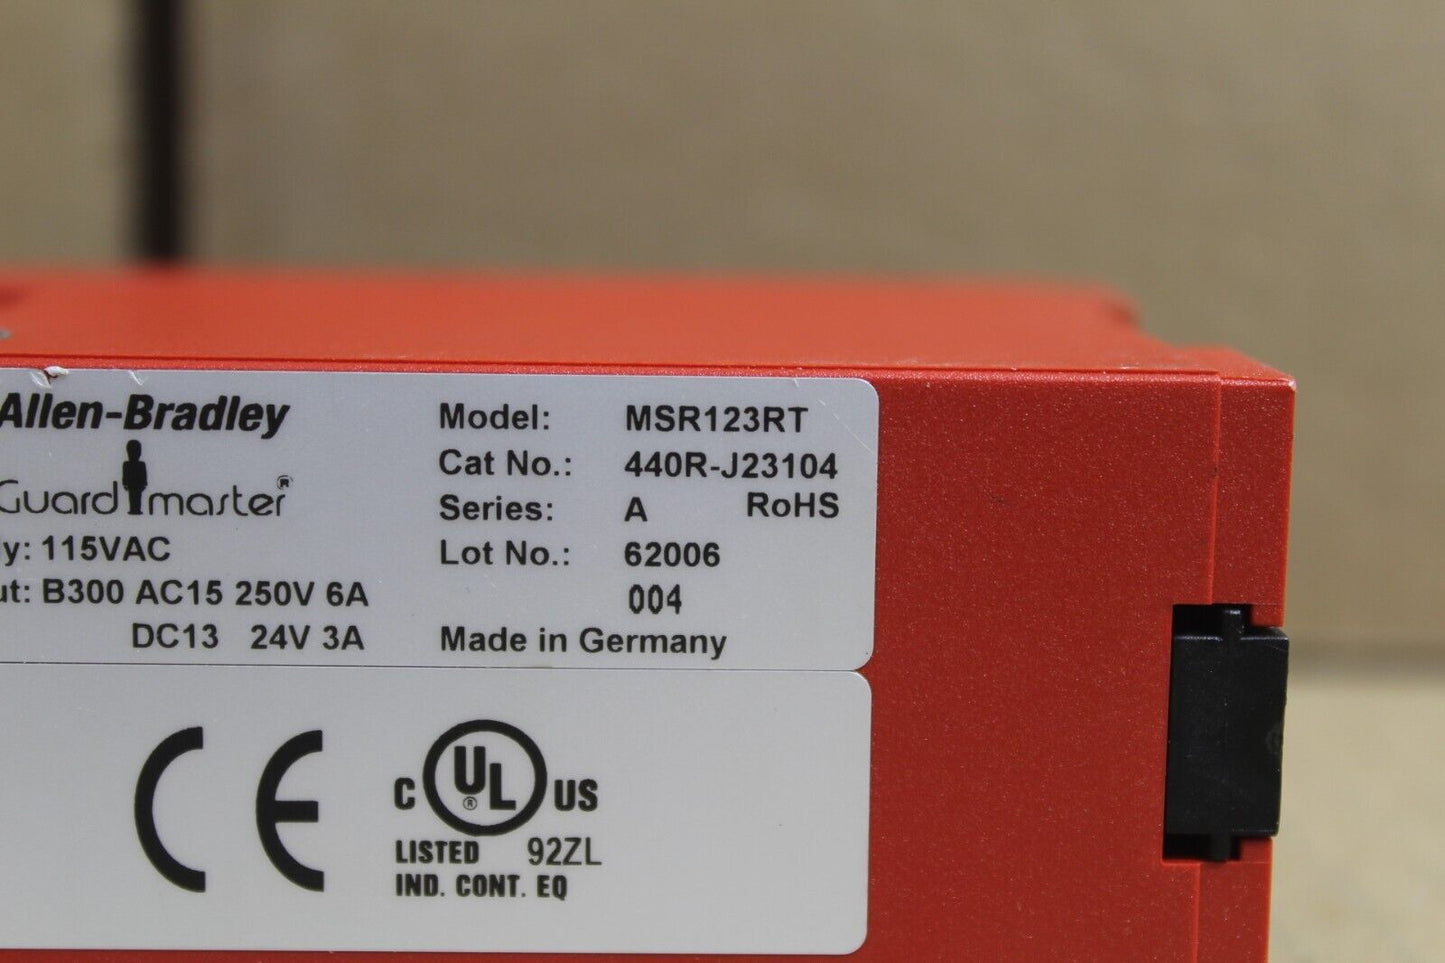 Allen-Bradley
Guardmaster®
ly: 115VAC
ut: B300 AC15 250V 6A
DC13 24V 3A
Model: MSR123RT
Cat No.: 440R-J23104
Series: A RoHS
Lot No.: 62006
004
Made in Germany
CE
C UL® US
LISTED 92ZL
IND. CONT. EQ